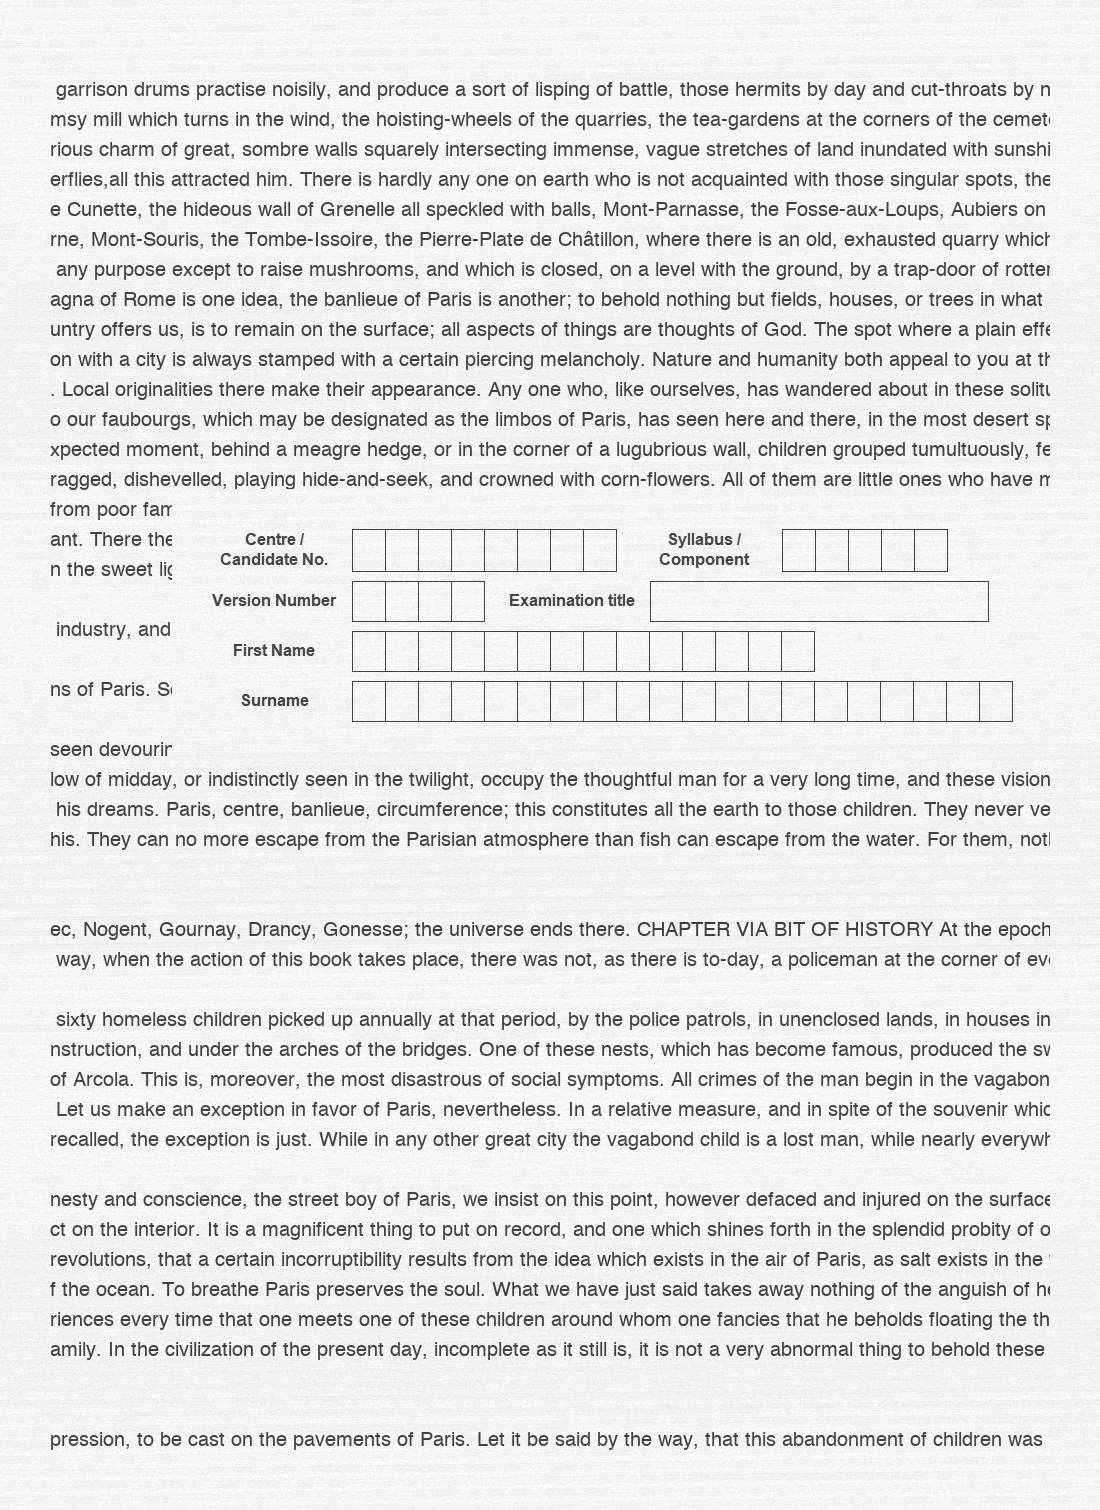 garrison drums practise noisily, and produce a sort of lisping of battle, those hermits by day and cut-throats by
msy mill which turns in the wind, the hoisting-wheels of the quarries, the tea-gardens at the corners of the
rious charm of great, sombre walls squarely intersecting immense, vague stretches of land inundated with sunshi
erflies,all this attracted him. There is hardly any one on earth who is not acquainted with those singular spots, the
e Cunette, the hideous wall of Grenelle all speckled with balls, Mont-Parnasse, the Fosse-aux-Loups, Aubiers on
rne, Mont-Souris, the Tombe-Issoire, the Pierre-Plate de Châtillon, where there is an old, exhausted quarry which
any purpose except to raise mushrooms, and which is closed, on a level with the ground, by a trap-door of
agna of Rome is one idea, the banlieue of Paris is another; to behold nothing but fields, houses, or trees in what
untry offers us, is to remain on the surface; all aspects of things are thoughts of God. The spot where a plain effe
on with a city is always stamped with a certain piercing melancholy. Nature and humanity both appeal to you at
. Local originalities there make their appearance. Any one who, like ourselves, has wandered about in these solitu
o our faubourgs, which may be designated as the limbos of Paris, has seen here and there, in the most desert sp
xpected moment, behind a meagre hedge, or in the corner of a lugubrious wall, children grouped tumultuously, fe
ragged, dishevelled, playing hide-and-seek, and crowned with corn-flowers. All of them are little ones who have
from poor fam
ant. There the
n the sweet
industry, and
ns of Paris.
seen devourin
Centre /
Candidate No.
Syllabus /
Component
Version Number
Examination title
First Name
Surname
low of midday, or indistinctly seen in the twilight, occupy the thoughtful man for a very long time, and these vision
his dreams. Paris, centre, banlieue, circumference; this constitutes all the earth to those children. They never ve
his. They can no more escape from the Parisian atmosphere than fish can escape from the water. For them,
ec, Nogent, Gournay, Drancy, Gonesse; the universe ends there. CHAPTER VIA BIT OF HISTORY At the epoch
way, when the action of this book takes place, there was not, as there is to-day, a policeman at the corner of
sixty homeless children picked up annually at that period, by the police patrols, in unenclosed lands, in houses in
nstruction, and under the arches of the bridges. One of these nests, which has become famous, produced the
of Arcola. This is, moreover, the most disastrous of social symptoms. All crimes of the man begin in the vagabon
Let us make an exception in favor of Paris, nevertheless. In a relative measure, and in spite of the souvenir
recalled, the exception is just. While in any other great city the vagabond child is a lost man, while nearly
nesty and conscience, the street boy of Paris, we insist on this point, however defaced and injured on the surface
ct on the interior. It is a magnificent thing to put on record, and one which shines forth in the splendid probity of
revolutions, that a certain incorruptibility results from the idea which exists in the air of Paris, as salt exists in the
f the ocean. To breathe Paris preserves the soul. What we have just said takes away nothing of the anguish of
riences every time that one meets one of these children around whom one fancies that he beholds floating the th
amily. In the civilization of the present day, incomplete as it still is, it is not a very abnormal thing to behold these
pression, to be cast on the pavements of Paris. Let it be said by the way, that this abandonment of children was